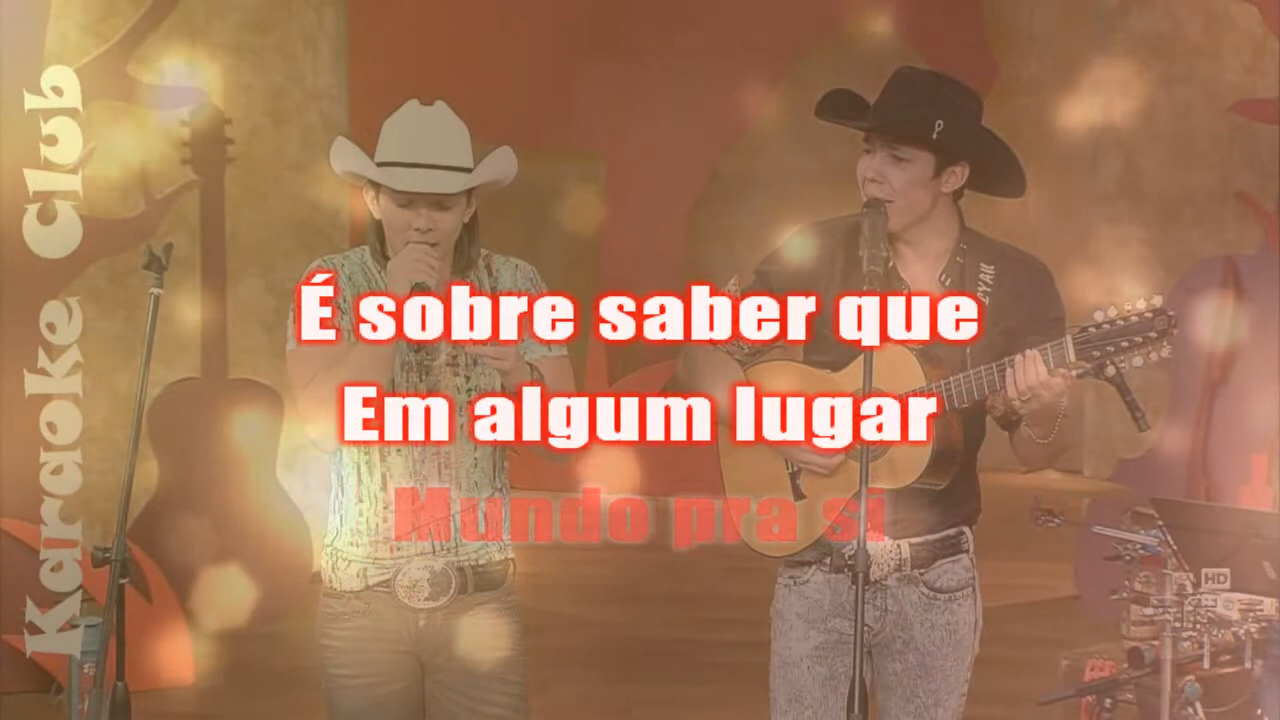 Karaoke Club
É sobre saber que
Em algum lugar
Mundo pra si
HD